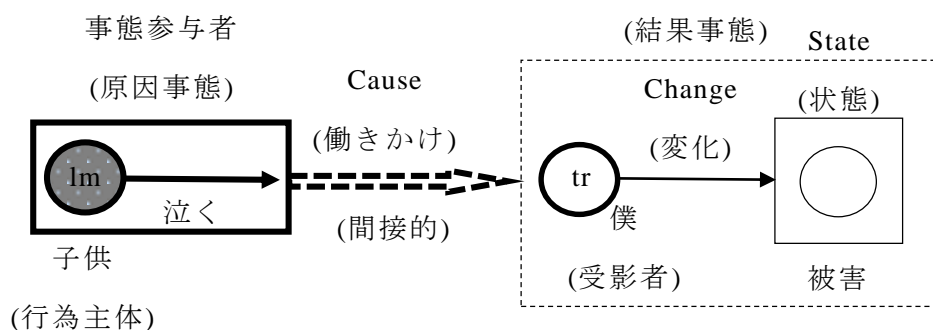 事態参与者
(結果事態)
State
(原因事態)
Cause
Change
(状態)
(働きかけ)
(変化)
lm
tr
泣く
僕
(間接的)
子供
(受影者)
被害
(行為主体)